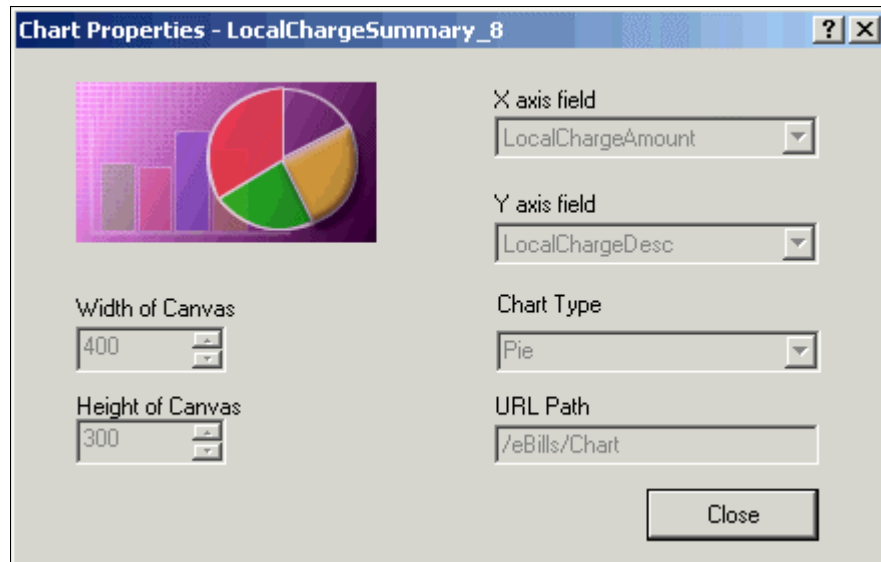 Chart Properties - LocalChargeSummary_8
X axis field
LocalChargeAmount
Y axis field
LocalChargeDesc
Width of Canvas
400
Chart Type
Pie
Height of Canvas
300
URL Path
/eBills/Chart
Close